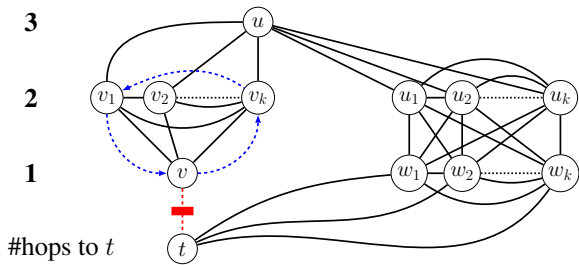 3 u
2 v₁ v₂ vₖ u₁ u₂ uₖ
1 v w₁ w₂ wₖ
#hops to t t